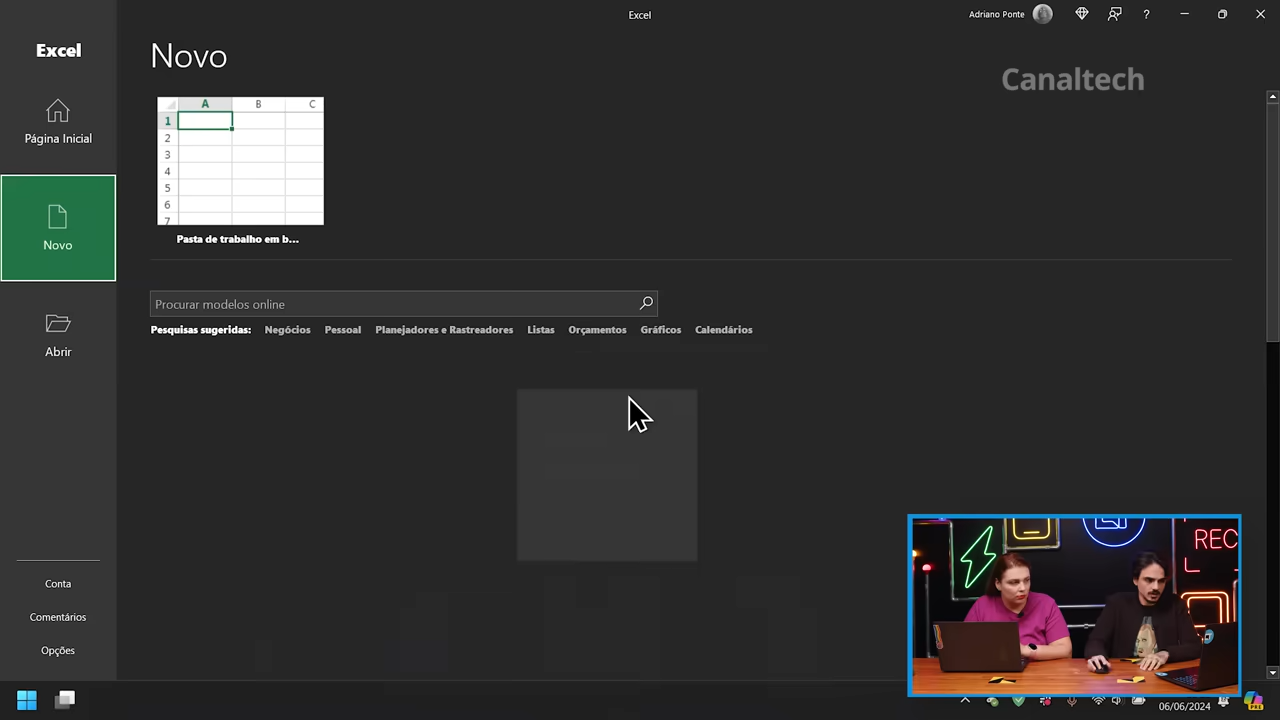 Excel
Adriano Ponte
?
Excel
Novo
Canaltech
Página Inicial
Novo
Abrir
A B C
1
2
3
4
5
6
7
Pasta de trabalho em b...
Procurar modelos online
Pesquisas sugeridas: Negócios Pessoal Planejadores e Rastreadores Listas Orçamentos Gráficos Calendários
Conta
Comentários
Opções
REC
06/06/2024
PRE